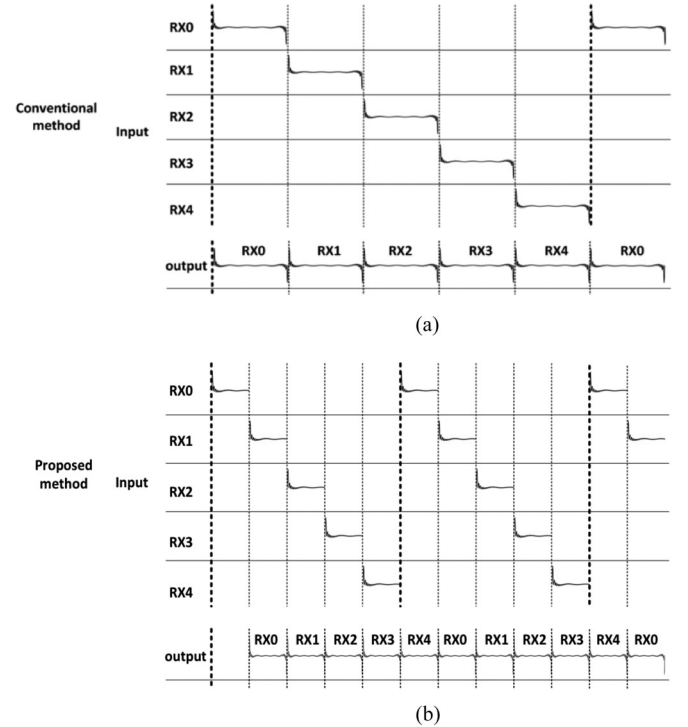 RX0
RX1
Conventional
method
Input
RX2
RX3
RX4
output
RX0 RX1 RX2 RX3 RX4 RX0
(a)
RX0
RX1
Proposed
method
Input
RX2
RX3
RX4
output
RX0 RX1 RX2 RX3 RX4 RX0 RX1 RX2 RX3 RX4 RX0
(b)